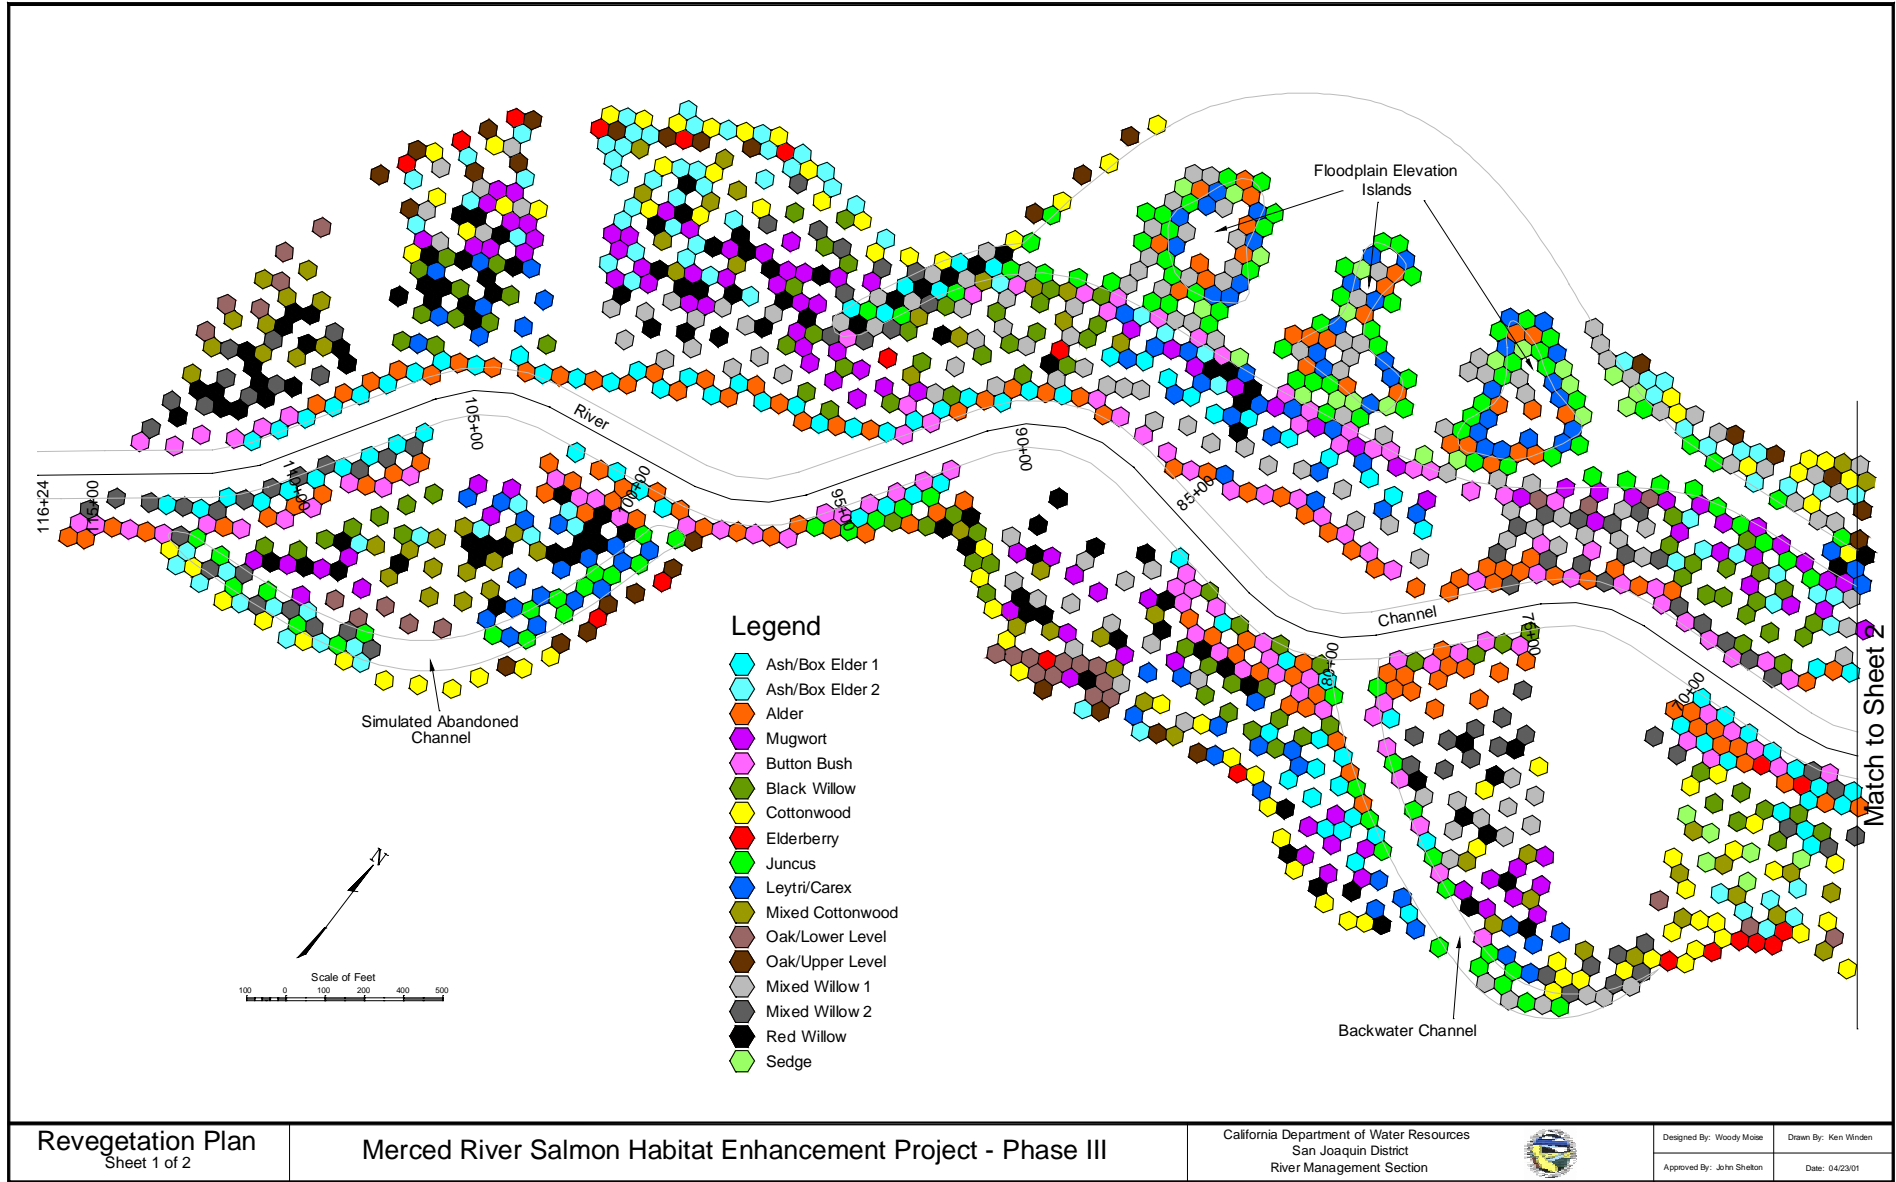 Floodplain Elevation
Islands
River
Channel
116+24
115+00
110+00
105+00
100+00
95+00
90+00
85+00
80+00
75+00
70+00
Match to Sheet 2
Simulated Abandoned
Channel
Backwater Channel
Legend
Ash/Box Elder 1
Ash/Box Elder 2
Alder
Mugwort
Button Bush
Black Willow
Cottonwood
Elderberry
Juncus
Leytri/Carex
Mixed Cottonwood
Oak/Lower Level
Oak/Upper Level
Mixed Willow 1
Mixed Willow 2
Red Willow
Sedge
N
Scale of Feet
100 0 100 200 400 500
Revegetation Plan
Sheet 1 of 2
Merced River Salmon Habitat Enhancement Project - Phase III
California Department of Water Resources
San Joaquin District
River Management Section
Designed By: Woody Moise
Drawn By: Ken Winden
Approved By: John Shelton
Date: 04/23/01